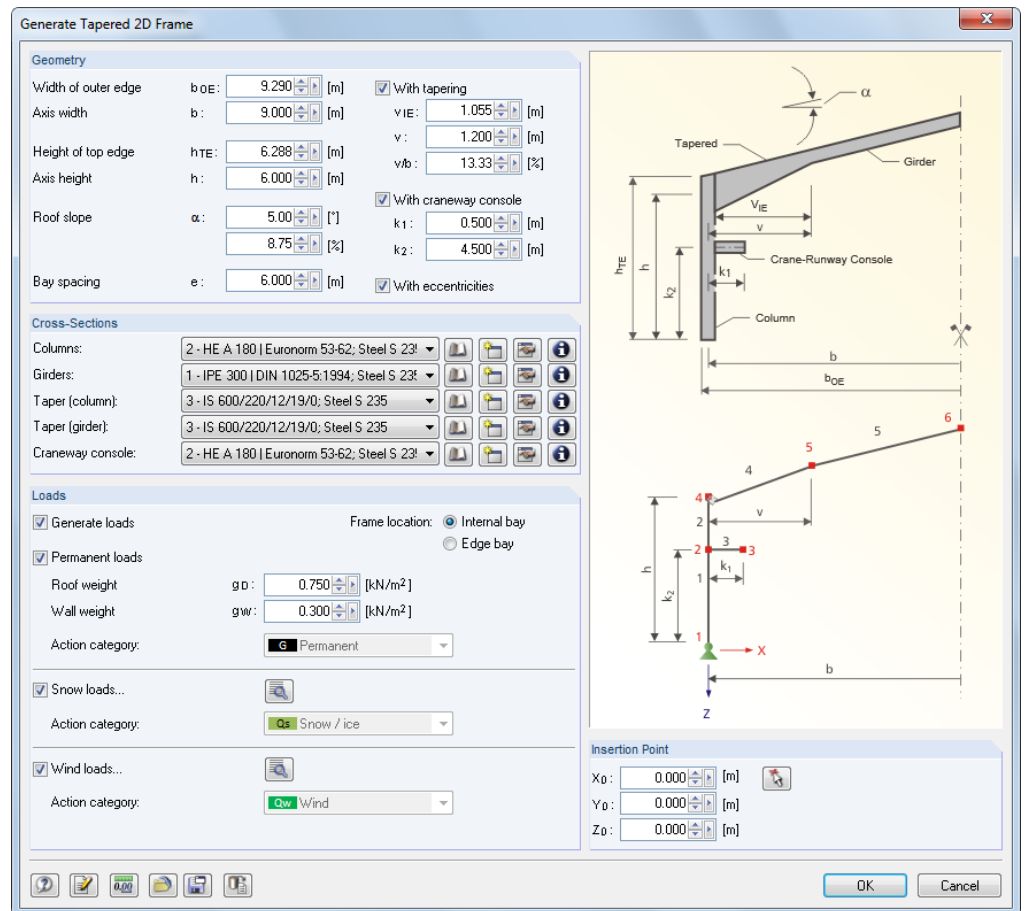 Generate Tapered 2D Frame
Geometry
Width of outer edge bOE: 9.290 [m]
Axis width b: 9.000 [m]
Height of top edge hTE: 6.288 [m]
Axis height h: 6.000 [m]
Roof slope α: 5.00 [°]
8.75 [%]
Bay spacing e: 6.000 [m]
With tapering
vIE: 1.055 [m]
v: 1.200 [m]
v/b: 13.33 [%]
With craneway console
k1: 0.500 [m]
k2: 4.500 [m]
With eccentricities
Cross-Sections
Columns: 2 - HE A 180 | Euronorm 53-62; Steel S
Girders: 1 - IPE 300 | DIN 1025-5:1994; Steel S
Taper (column): 3 - IS 600/220/12/19/0; Steel S 235
Taper (girder): 3 - IS 600/220/12/19/0; Steel S 235
Craneway console: 2 - HE A 180 | Euronorm 53-62; Steel S
Loads
Generate loads
Frame location: Internal bay
Edge bay
Permanent loads
Roof weight gD: 0.750 [kN/m²]
Wall weight gW: 0.300 [kN/m²]
Action category: G Permanent
Snow loads...
Action category: Qs Snow / ice
Wind loads...
Action category: Qw Wind
α
Tapered
Girder
VIE
v
Crane-Runway Console
hTE
h
k1
k2
Column
b
bOE
6
5
5
4
4
v
2
2
3
3
h
k1
1
k2
1
X
b
Z
Insertion Point
X0: 0.000 [m]
Y0: 0.000 [m]
Z0: 0.000 [m]
0.00
OK
Cancel